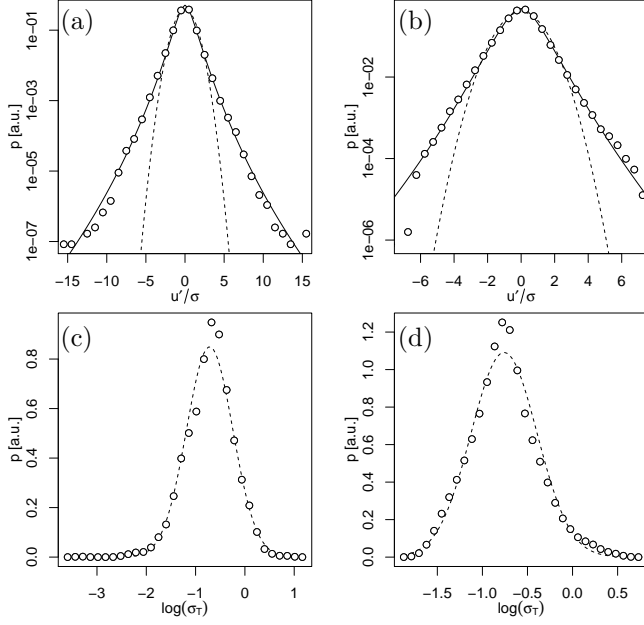 (a)
p [a.u.]
1e−01
1e−03
1e−05
1e−07
−15 −10 −5 0 5 10 15
u′/σ
(b)
p [a.u.]
1e−02
1e−04
1e−06
−6 −4 −2 0 2 4 6
u′/σ
(c)
p [a.u.]
0.8
0.6
0.4
0.2
0.0
−3 −2 −1 0 1
log(σT)
(d)
p [a.u.]
1.2
1.0
0.8
0.6
0.4
0.2
0.0
−1.5 −1.0 −0.5 0.0 0.5
log(σT)